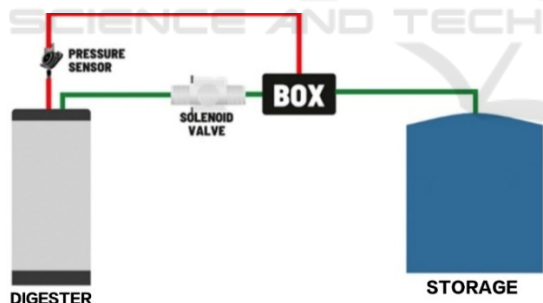 SCIENCE AND TECH
PRESSURE
SENSOR
BOX
SOLENOID
VALVE
DIGESTER
STORAGE